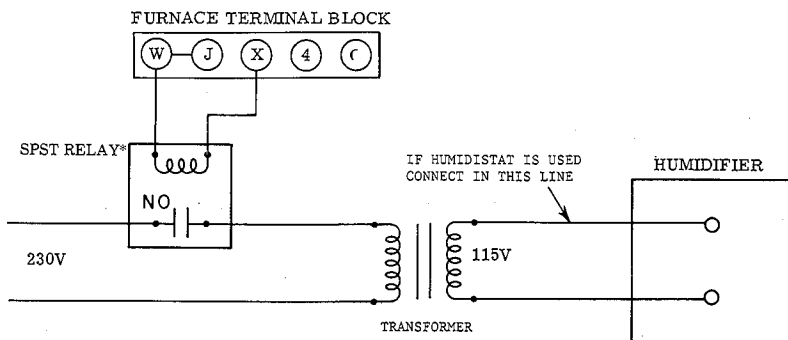 FURNACE TERMINAL BLOCK
W J X 4
SPST RELAY*
IF HUMIDISTAT IS USED
CONNECT IN THIS LINE
HUMIDIFIER
NO
230V
115V
TRANSFORMER